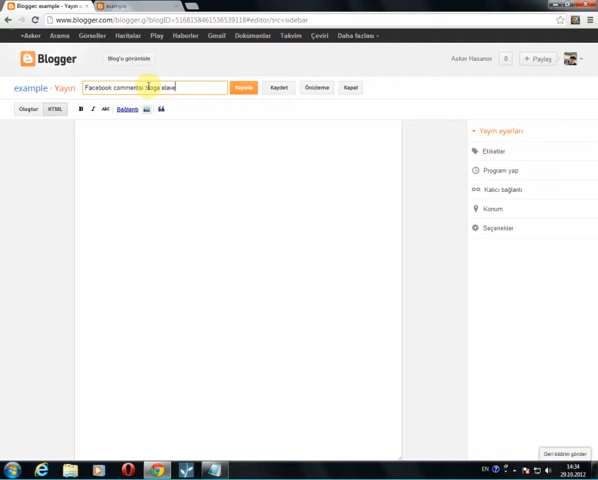 Blogger: example - Yayın
example
www.blogger.com/blogger.g?blogID=5168158461536539118#editor/src=sidebar
+Asker Arama Görseller Haritalar Play Haberler Gmail Dokümanlar Takvim Çeviri Daha fazlası
Blogger
Blog'u görüntüle
Asker Hasanov
0
+ Paylaş
example · Yayın
Facebook commentsi bloga elave
Yayınla
Kaydet
Önizleme
Kapat
Oluştur
HTML
B
I
ABC
Bağlantı
Yayın ayarları
Etiketler
Program yap
Kalıcı bağlantı
Konum
Seçenekler
Geri bildirim gönder
EN
14:34
29.10.2012